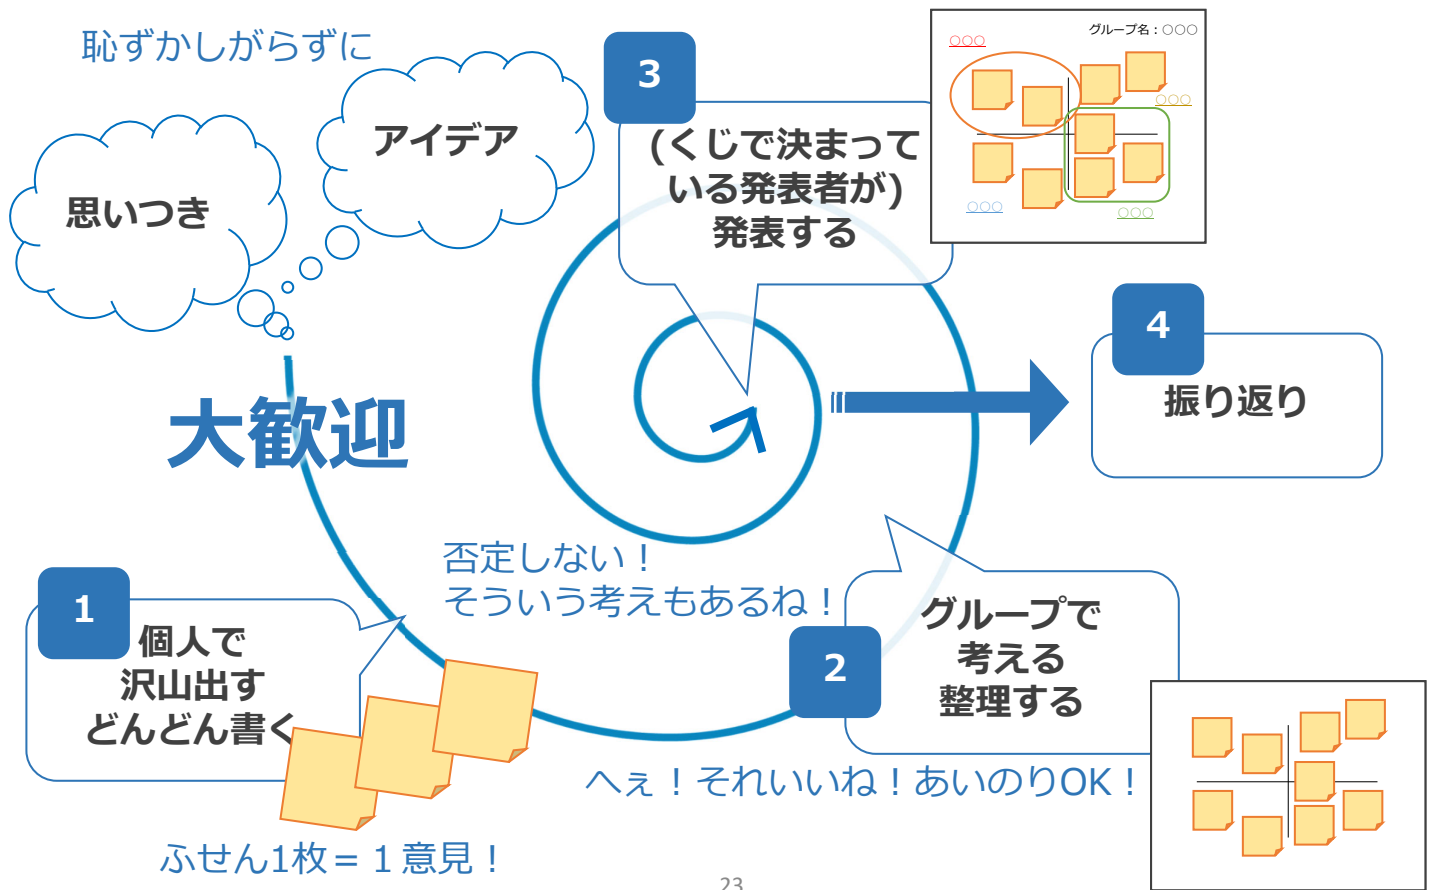 恥ずかしがらずに
アイデア
思いつき
大歓迎
1
個人で
沢山出す
どんどん書く
ふせん1枚=１意見！
否定しない！
そういう考えもあるね！
2
グループで
考える
整理する
へぇ！それいいね！あいのりOK！
3
(くじで決まって
いる発表者が)
発表する
グループ名：○○○
○○○
○○○
○○○
○○○
4
振り返り
23